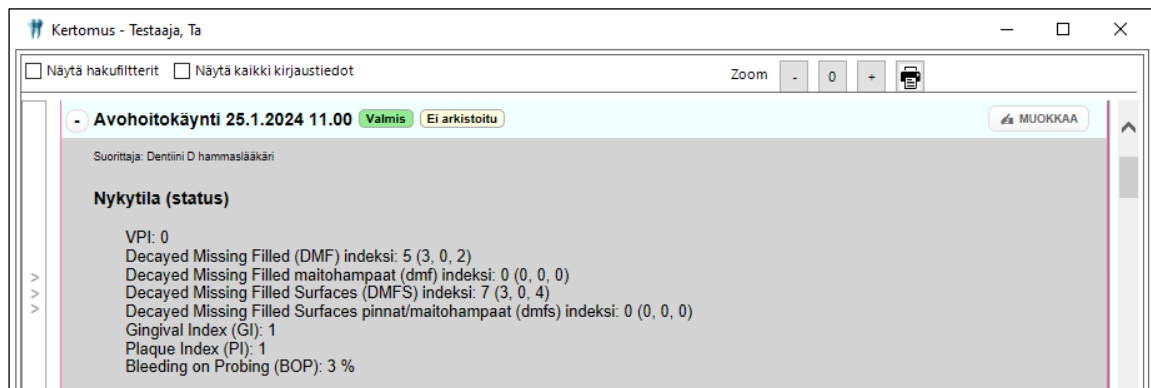 Kertomus - Testaaja, Ta
Näytä hakufiltterit Näytä kaikki kirjaustiedot Zoom - 0 +
- Avohoitokäynti 25.1.2024 11.00 Valmis Ei arkistoitu MUOKKAA
Suorittaja: Dentiini D hammaslääkäri
Nykytila (status)
VPI: 0
Decayed Missing Filled (DMF) indeksi: 5 (3, 0, 2)
Decayed Missing Filled maitohampaat (dmf) indeksi: 0 (0, 0, 0)
Decayed Missing Filled Surfaces (DMFS) indeksi: 7 (3, 0, 4)
Decayed Missing Filled Surfaces pinnat/maitohampaat (dmfs) indeksi: 0 (0, 0, 0)
Gingival Index (GI): 1
Plaque Index (PI): 1
Bleeding on Probing (BOP): 3 %
>
>
>